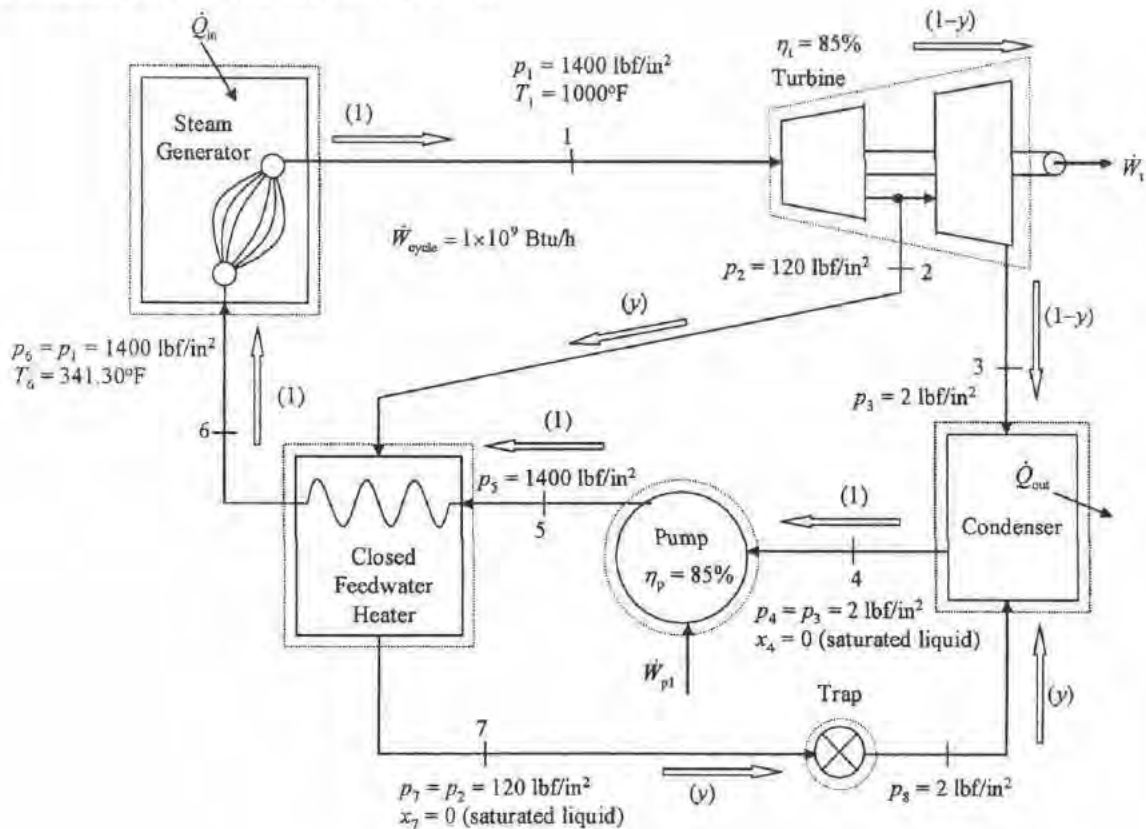 Q̇in
Steam
Generator
(1)
p1 = 1400 lbf/in²
T1 = 1000°F
1
ηt = 85%
Turbine
(1–y)
Ẇt
Ẇcycle = 1×10⁹ Btu/h
p2 = 120 lbf/in²
2
(y)
(1–y)
3
p3 = 2 lbf/in²
p6 = p1 = 1400 lbf/in²
T6 = 341.30°F
(1)
6
(1)
p5 = 1400 lbf/in²
5
Closed
Feedwater
Heater
Pump
ηp = 85%
Ẇp1
(1)
4
p4 = p3 = 2 lbf/in²
x4 = 0 (saturated liquid)
Q̇out
Condenser
7
p7 = p2 = 120 lbf/in²
x7 = 0 (saturated liquid)
Trap
(y)
p8 = 2 lbf/in²
(y)